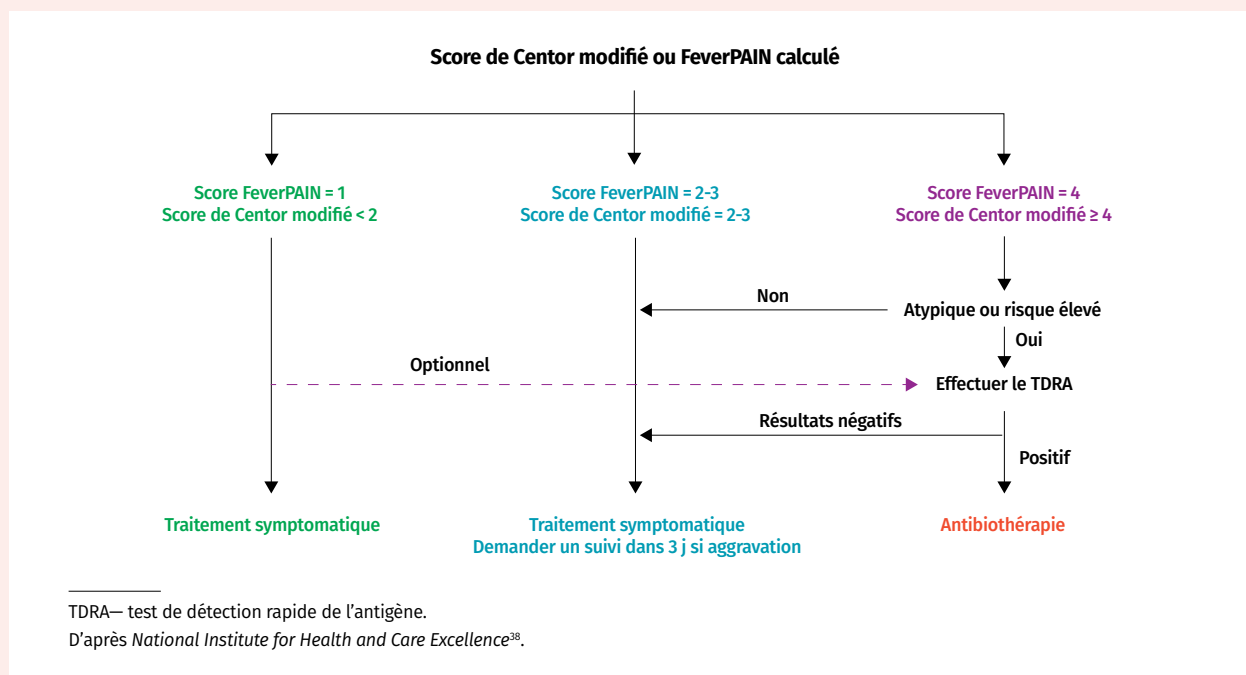 Score de Centor modifié ou FeverPAIN calculé
Score FeverPAIN = 1
Score de Centor modifié < 2
Score FeverPAIN = 2-3
Score de Centor modifié = 2-3
Score FeverPAIN = 4
Score de Centor modifié ≥ 4
Non
Atypique ou risque élevé
Oui
Optionnel
Effectuer le TDRA
Résultats négatifs
Positif
Traitement symptomatique
Traitement symptomatique
Demander un suivi dans 3 j si aggravation
Antibiothérapie
TDRA— test de détection rapide de l’antigène.
D’après National Institute for Health and Care Excellence³⁸.